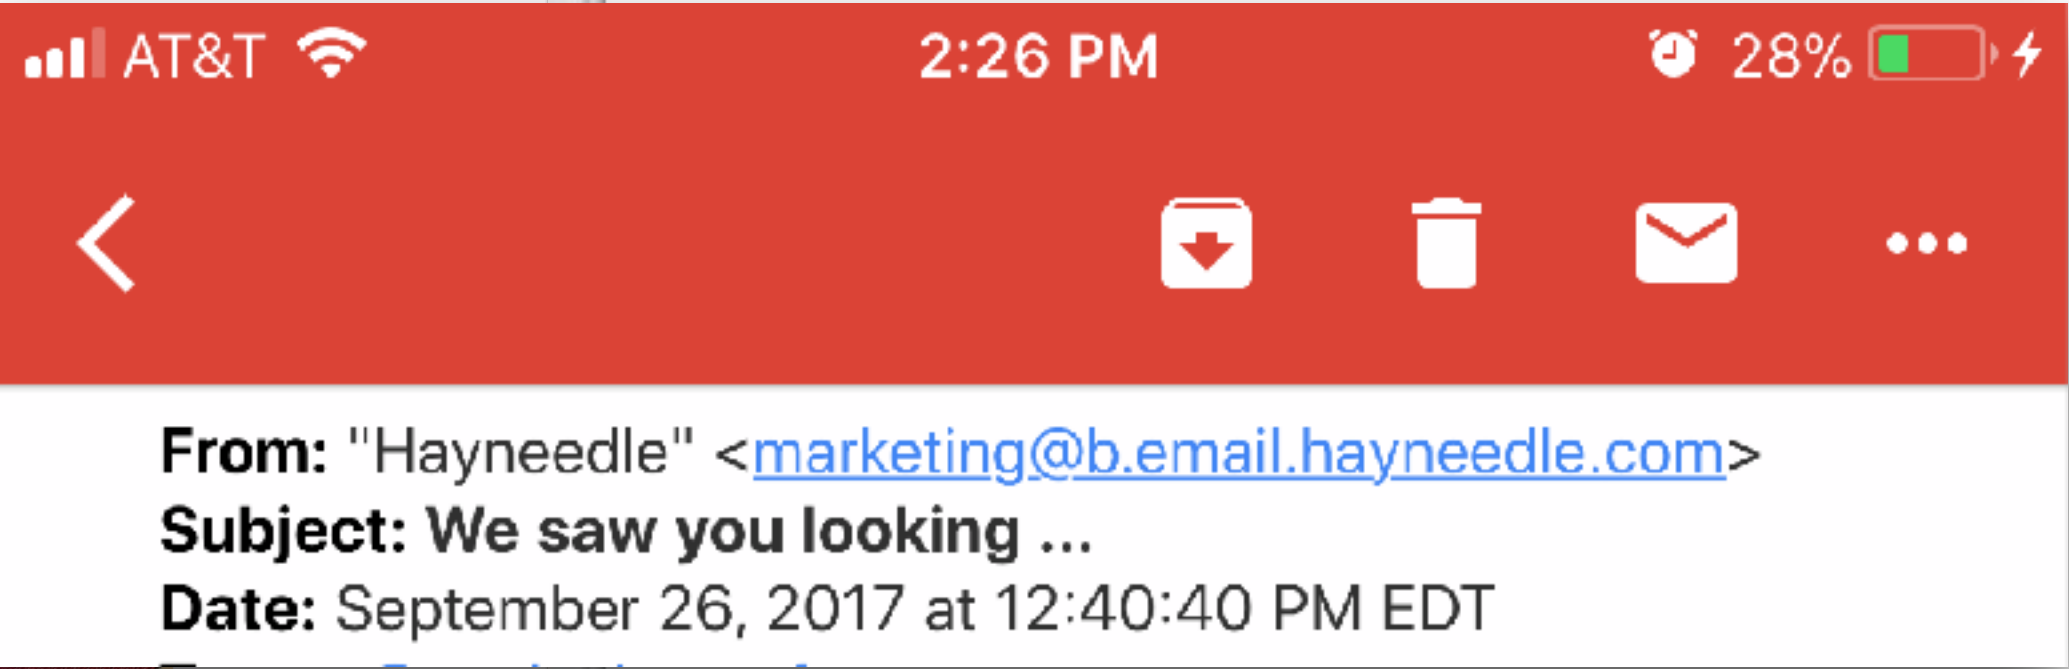 AT&T 2:26 PM 28%
From: "Hayneedle" <marketing@b.email.hayneedle.com>
Subject: We saw you looking ...
Date: September 26, 2017 at 12:40:40 PM EDT